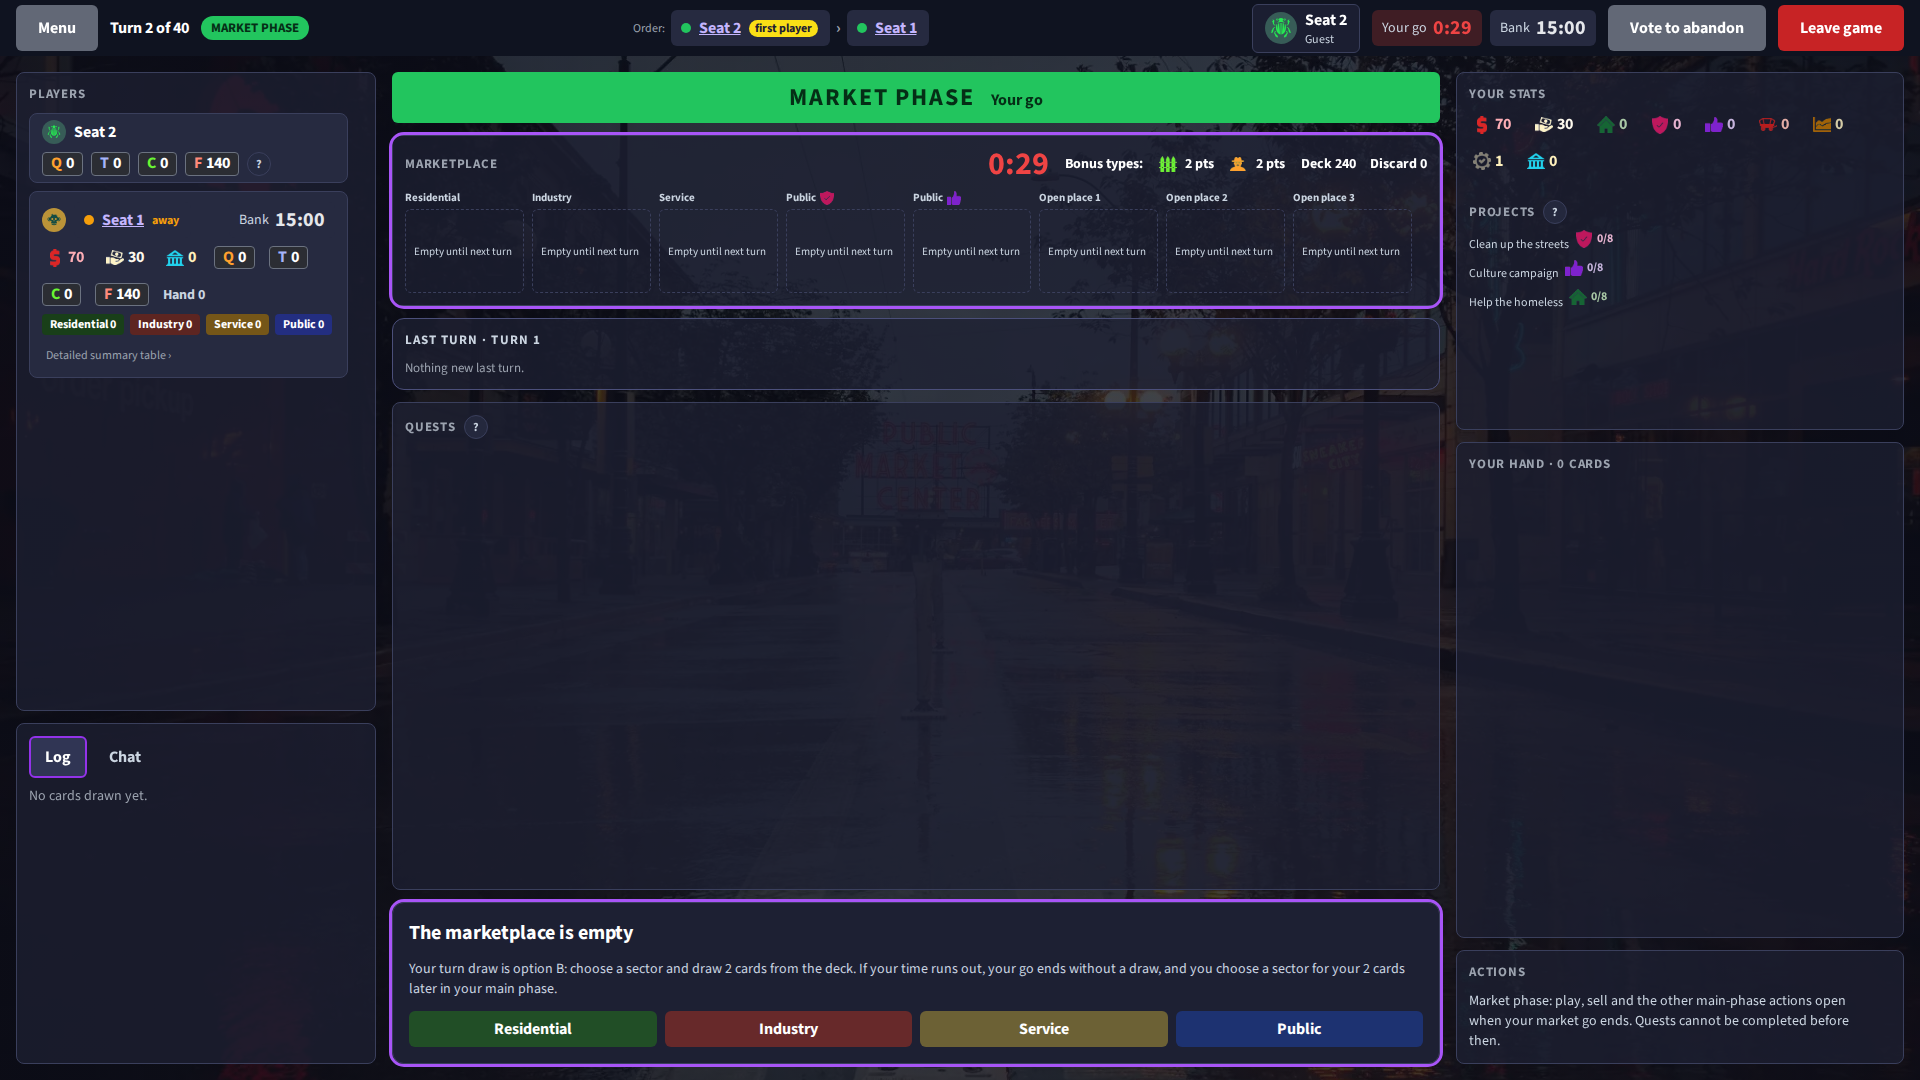 Menu
Turn 2 of 40
MARKET PHASE
Order:
Seat 2
first player
›
Seat 1
Seat 2
Guest
Your go 0:29
Bank 15:00
Vote to abandon
Leave game
PLAYERS
Seat 2
Q 0
T 0
C 0
F 140
?
Seat 1 away
Bank 15:00
70
30
0
Q 0
T 0
C 0
F 140
Hand 0
Residential 0
Industry 0
Service 0
Public 0
Detailed summary table ›
Log
Chat
No cards drawn yet.
MARKET PHASE Your go
MARKETPLACE
0:29
Bonus types:
2 pts
2 pts
Deck 240
Discard 0
Residential
Industry
Service
Public
Public
Open place 1
Open place 2
Open place 3
Empty until next turn
Empty until next turn
Empty until next turn
Empty until next turn
Empty until next turn
Empty until next turn
Empty until next turn
Empty until next turn
LAST TURN · TURN 1
Nothing new last turn.
QUESTS ?
The marketplace is empty
Your turn draw is option B: choose a sector and draw 2 cards from the deck. If your time runs out, your go ends without a draw, and you choose a sector for your 2 cards
later in your main phase.
Residential
Industry
Service
Public
YOUR STATS
70
30
0
0
0
0
0
1
0
PROJECTS ?
Clean up the streets 0/8
Culture campaign 0/8
Help the homeless 0/8
YOUR HAND · 0 CARDS
ACTIONS
Market phase: play, sell and the other main-phase actions open
when your market go ends. Quests cannot be completed before
then.